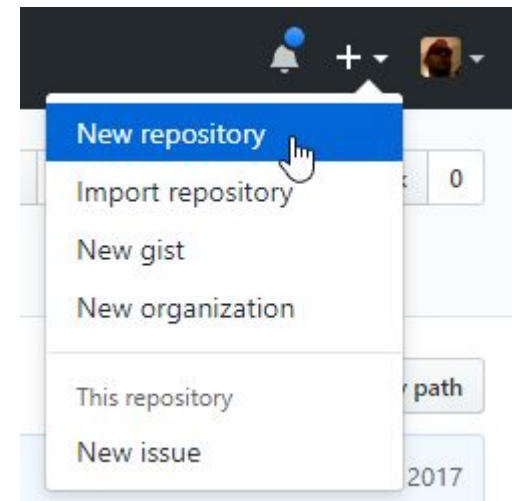 New repository
Import repository
0
New gist
New organization
This repository
path
New issue
2017